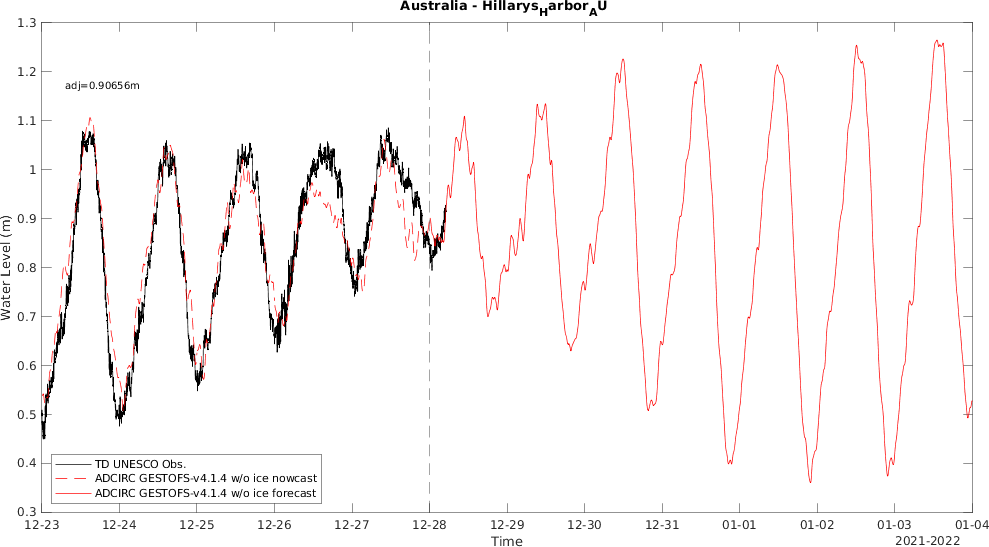 Australia - HillarysHarborAU
1.3
1.2
adj=0.90656m
1.1
1
0.9
0.8
0.7
0.6
0.5
0.4
0.3
Water Level (m)
TD UNESCO Obs.
ADCIRC GESTOFS-v4.1.4 w/o ice nowcast
ADCIRC GESTOFS-v4.1.4 w/o ice forecast
12-23 12-24 12-25 12-26 12-27 12-28 12-29 12-30 12-31 01-01 01-02 01-03 01-04
Time
2021-2022